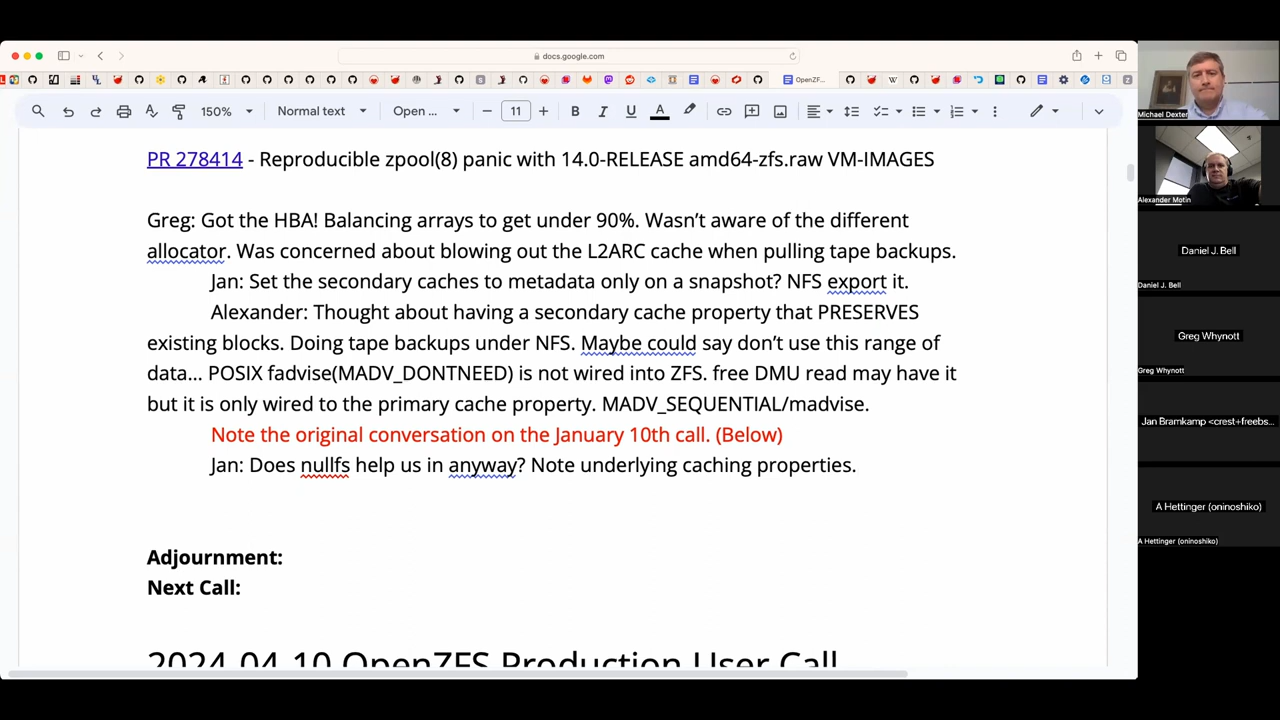 docs.google.com
OpenZF...
150%
Normal text
Open ...
11
PR 278414 - Reproducible zpool(8) panic with 14.0-RELEASE amd64-zfs.raw VM-IMAGES
Greg: Got the HBA! Balancing arrays to get under 90%. Wasn't aware of the different
allocator. Was concerned about blowing out the L2ARC cache when pulling tape backups.
Jan: Set the secondary caches to metadata only on a snapshot? NFS export it.
Alexander: Thought about having a secondary cache property that PRESERVES
existing blocks. Doing tape backups under NFS. Maybe could say don't use this range of
data... POSIX fadvise(MADV_DONTNEED) is not wired into ZFS. free DMU read may have it
but it is only wired to the primary cache property. MADV_SEQUENTIAL/madvise.
Note the original conversation on the January 10th call. (Below)
Jan: Does nullfs help us in anyway? Note underlying caching properties.
Adjournment:
Next Call:
2024-04-10 OpenZFS Production User Call
Michael Dexter
Alexander Motin
Daniel J. Bell
Daniel J. Bell
Greg Whynott
Greg Whynott
Jan Bramkamp <crest+freebs...
A Hettinger (oninoshiko)
A Hettinger (oninoshiko)